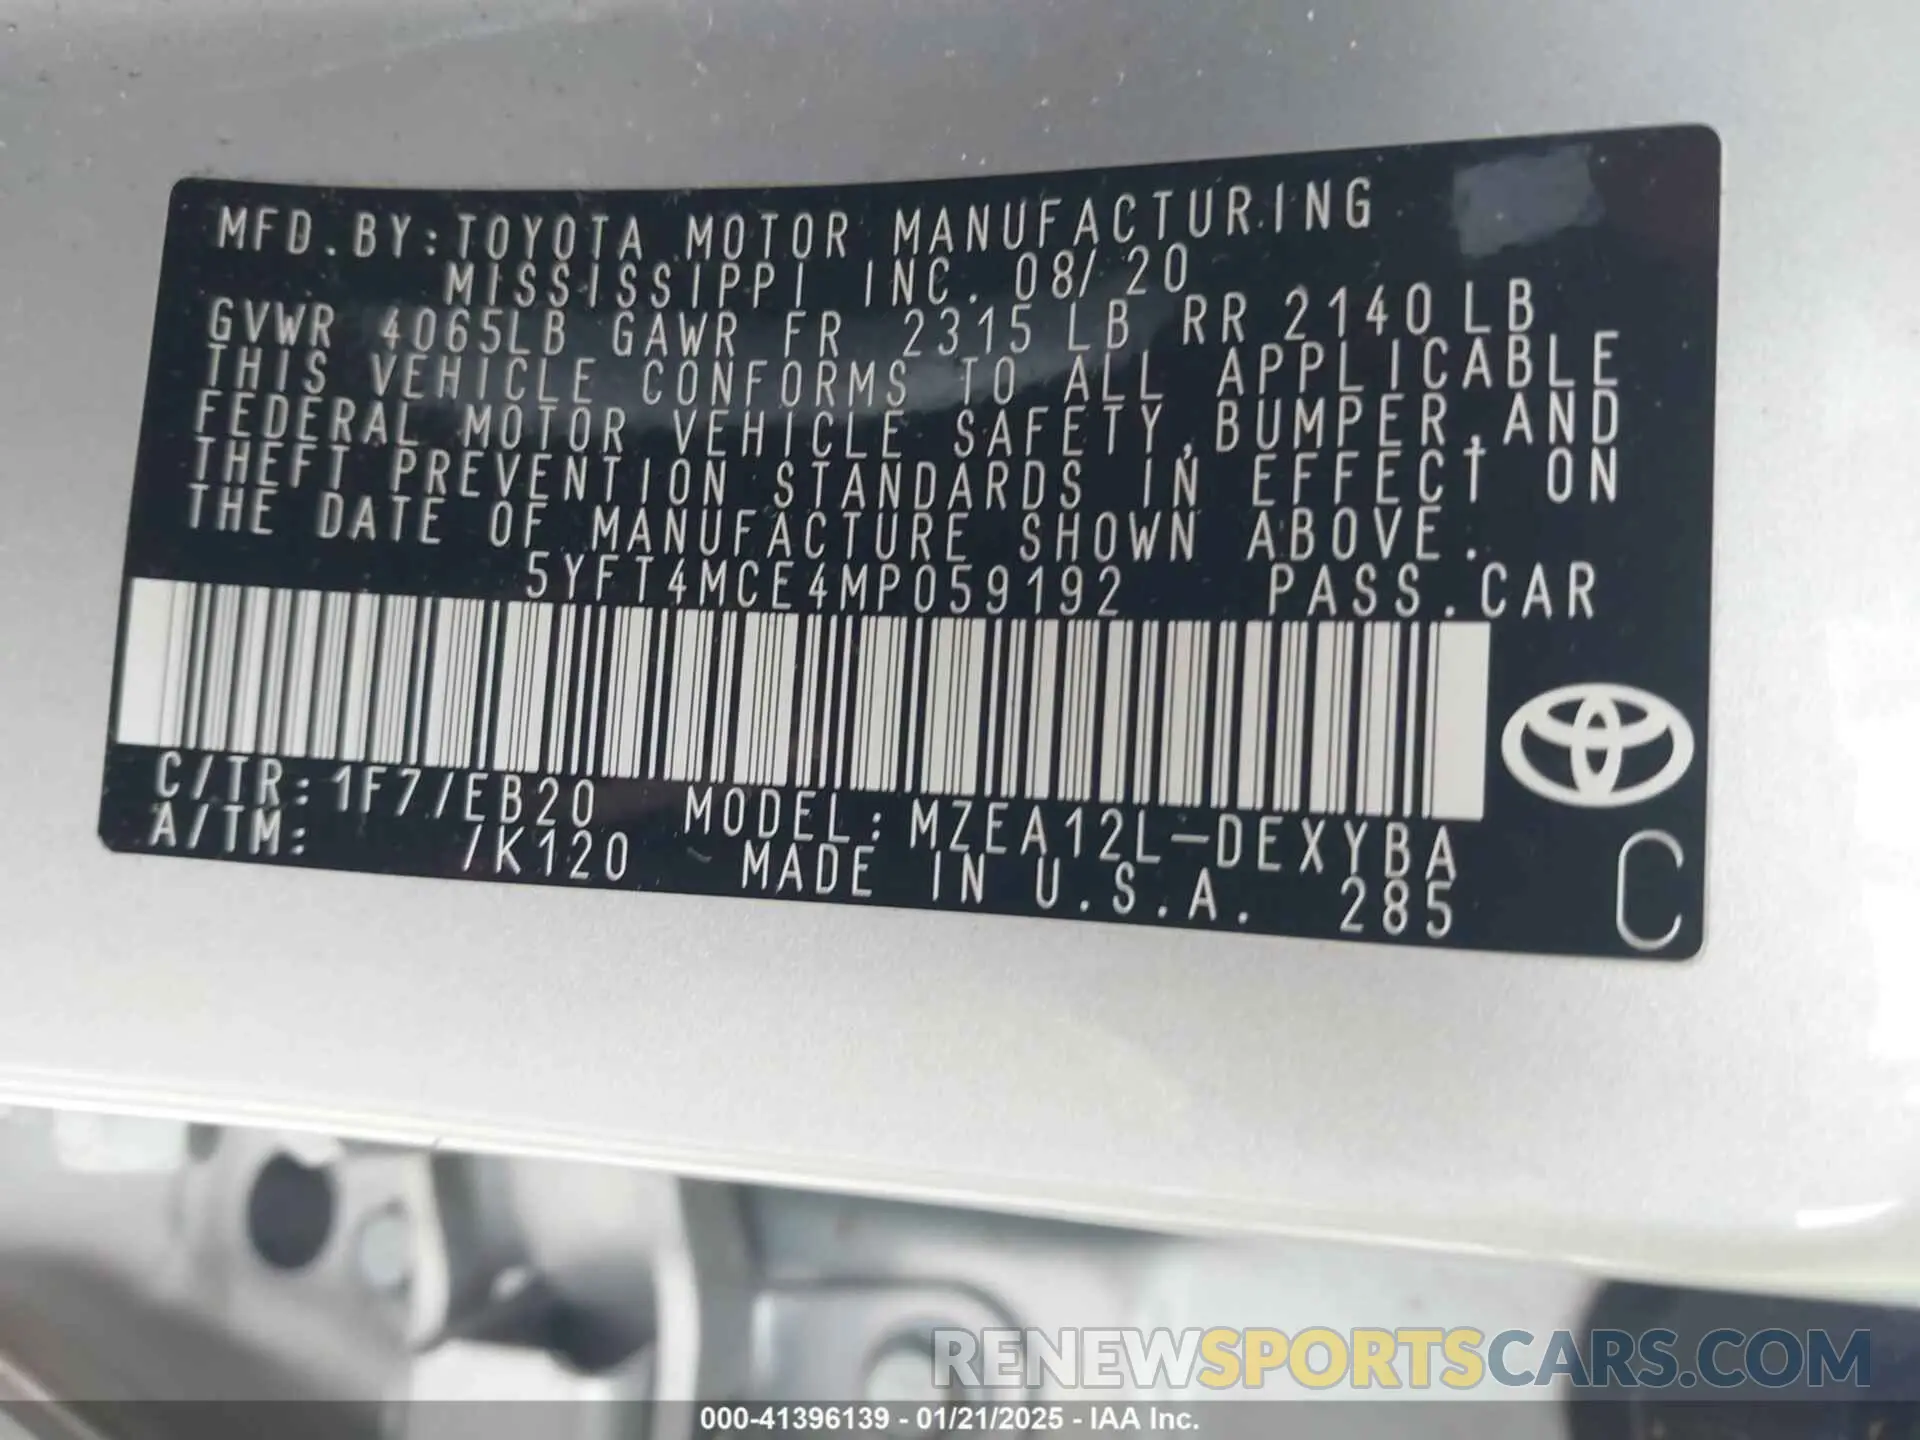 MFD.BY:TOYOTA MOTOR MANUFACTURING
MISSISSIPPI INC. 08/20
GVWR 4065LB GAWR FR 2315LB RR 2140LB
THIS VEHICLE CONFORMS TO ALL APPLICABLE
FEDERAL MOTOR VEHICLE SAFETY,BUMPER,AND
THEFT PREVENTION STANDARDS IN EFFECT ON
THE DATE OF MANUFACTURE SHOWN ABOVE.
5YFT4MCE4MP059192 PASS.CAR
C/TR:1F7/EB20 MODEL:MZEA12L-DEXYBA
A/TM: /K120 MADE IN U.S.A. 285
C
RENEWSPORTSCARS.COM
000-41396139 - 01/21/2025 - IAA Inc.